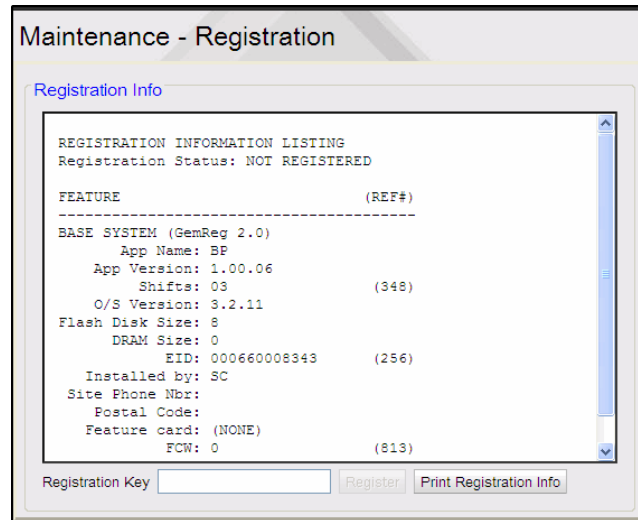 Maintenance - Registration
Registration Info
REGISTRATION INFORMATION LISTING
Registration Status: NOT REGISTERED
FEATURE (REF#)
----------------------------------------
BASE SYSTEM (GemReg 2.0)
App Name: BP
App Version: 1.00.06
Shifts: 03 (348)
O/S Version: 3.2.11
Flash Disk Size: 8
DRAM Size: 0
EID: 000660008343 (256)
Installed by: SC
Site Phone Nbr:
Postal Code:
Feature card: (NONE)
FCW: 0 (813)
Registration Key Register Print Registration Info